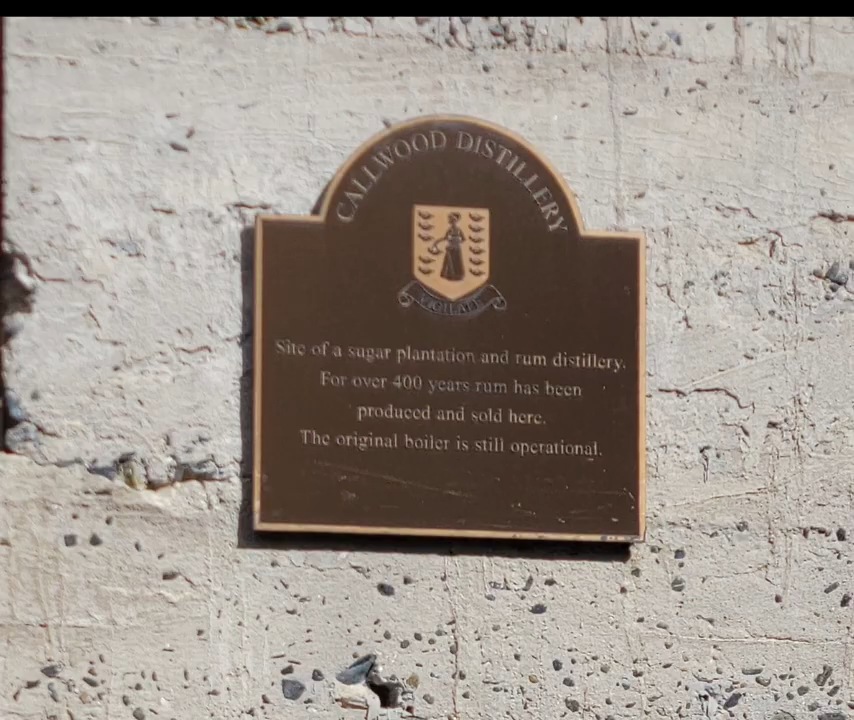 CALLWOOD DISTILLERY
VIGILATE
Site of a sugar plantation and rum distillery.
For over 400 years rum has been
produced and sold here.
The original boiler is still operational.